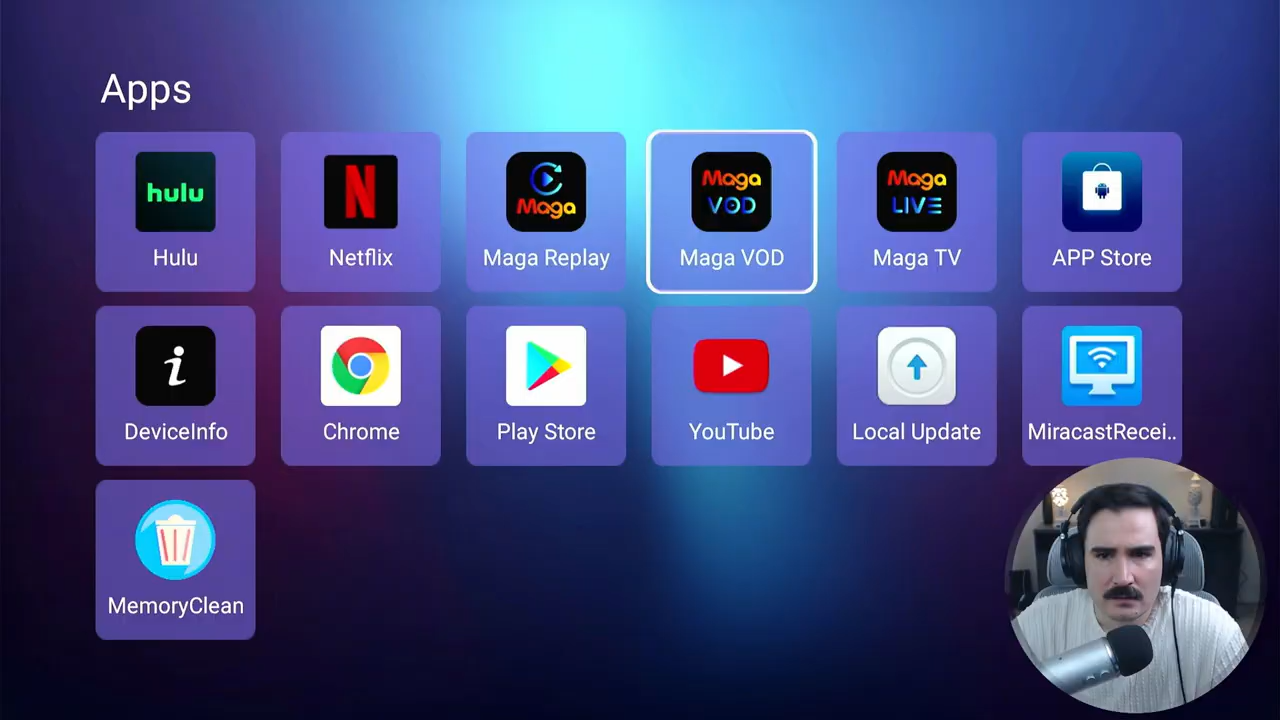 Apps
hulu
Hulu
N
Netflix
Maga
Maga Replay
Maga
VOD
Maga VOD
Maga
LIVE
Maga TV
APP Store
i
DeviceInfo
Chrome
Play Store
YouTube
Local Update
MiracastRecei..
MemoryClean